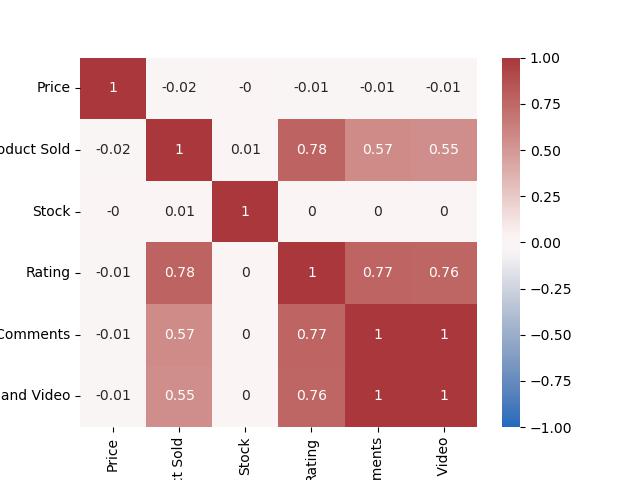 Price 1 -0.02 -0 -0.01 -0.01 -0.01
oduct Sold -0.02 1 0.01 0.78 0.57 0.55
Stock -0 0.01 1 0 0 0
Rating -0.01 0.78 0 1 0.77 0.76
Comments -0.01 0.57 0 0.77 1 1
and Video -0.01 0.55 0 0.76 1 1
Price
t Sold
Stock
Rating
ments
Video
1.00
0.75
0.50
0.25
0.00
−0.25
−0.50
−0.75
−1.00